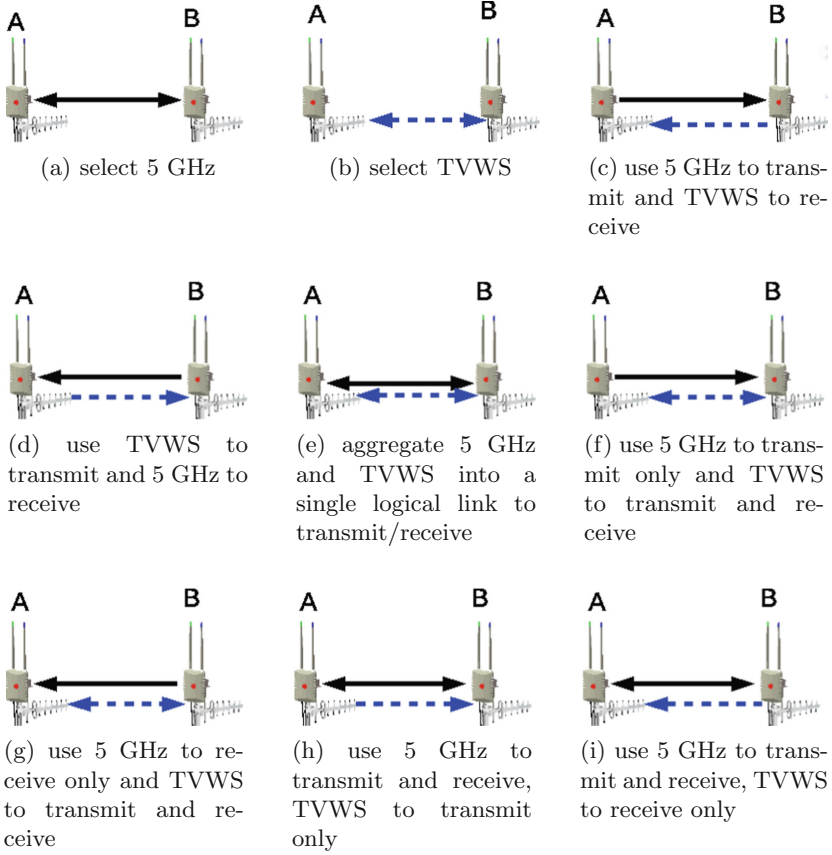 A
B
A
B
A
B
(a) select 5 GHz
(b) select TVWS
(c) use 5 GHz to trans-
mit and TVWS to re-
ceive
A
B
A
B
A
B
(d) use TVWS to
transmit and 5 GHz to
receive
(e) aggregate 5 GHz
and TVWS into a
single logical link to
transmit/receive
(f) use 5 GHz to trans-
mit only and TVWS
to transmit and re-
ceive
A
B
A
B
A
B
(g) use 5 GHz to re-
ceive only and TVWS
to transmit and re-
ceive
(h) use 5 GHz to
transmit and receive,
TVWS to transmit
only
(i) use 5 GHz to trans-
mit and receive, TVWS
to receive only